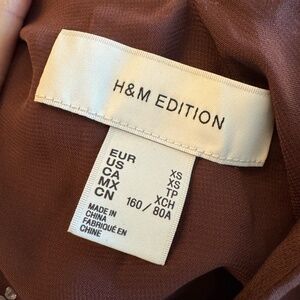 H&M EDITION
EUR XS
US XS
CA TP
MX XCH
CN 160 / 80A
MADE IN
CHINA
FABRIQUÉ EN
CHINE